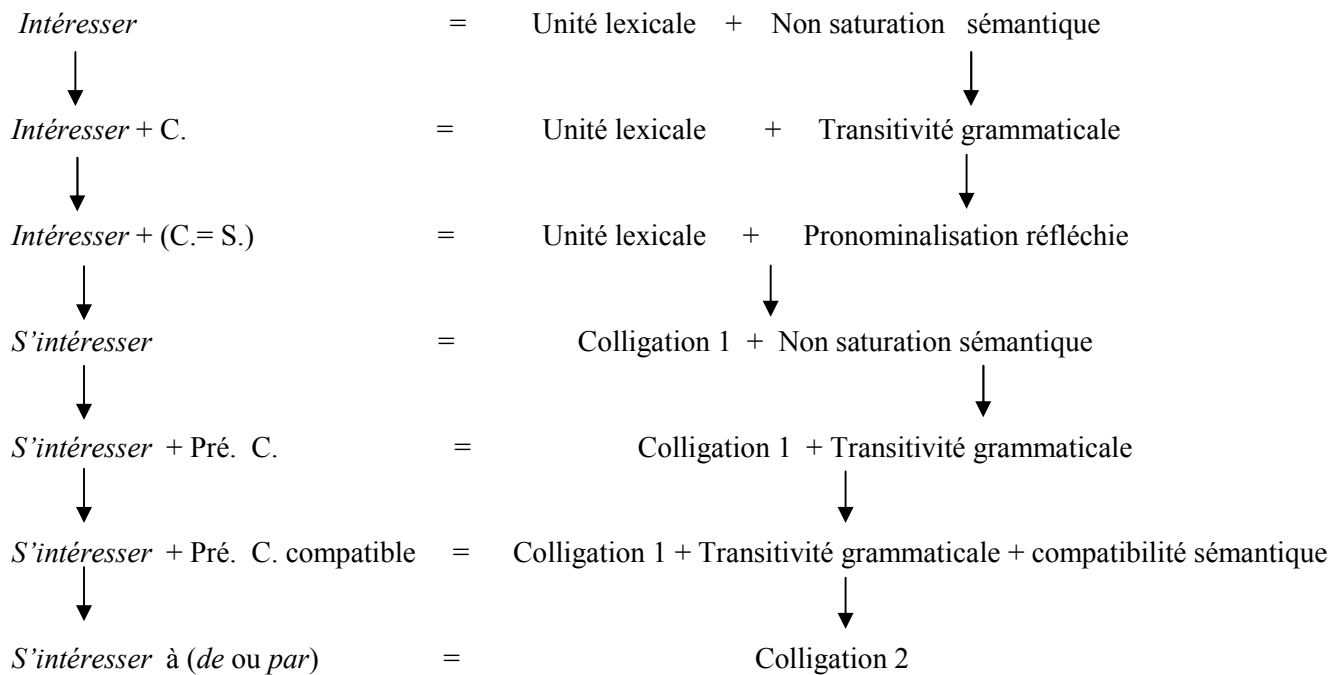 Intéresser = Unité lexicale + Non saturation sémantique
Intéresser + C. = Unité lexicale + Transitivité grammaticale
Intéresser + (C.= S.) = Unité lexicale + Pronominalisation réfléchie
S'intéresser = Colligation 1 + Non saturation sémantique
S'intéresser + Pré. C. = Colligation 1 + Transitivité grammaticale
S'intéresser + Pré. C. compatible = Colligation 1 + Transitivité grammaticale + compatibilité sémantique
S'intéresser à (de ou par) = Colligation 2